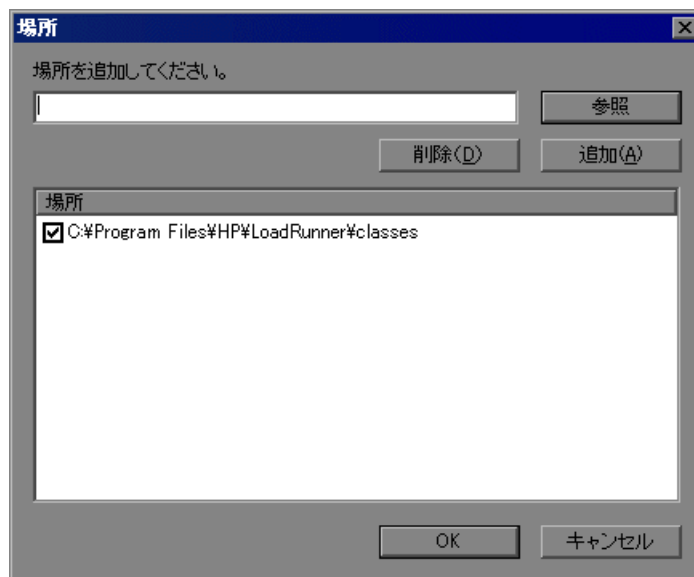 場所
場所を追加してください。
参照
削除(D)
追加(A)
場所
C:¥Program Files¥HP¥LoadRunner¥classes
OK
キャンセル